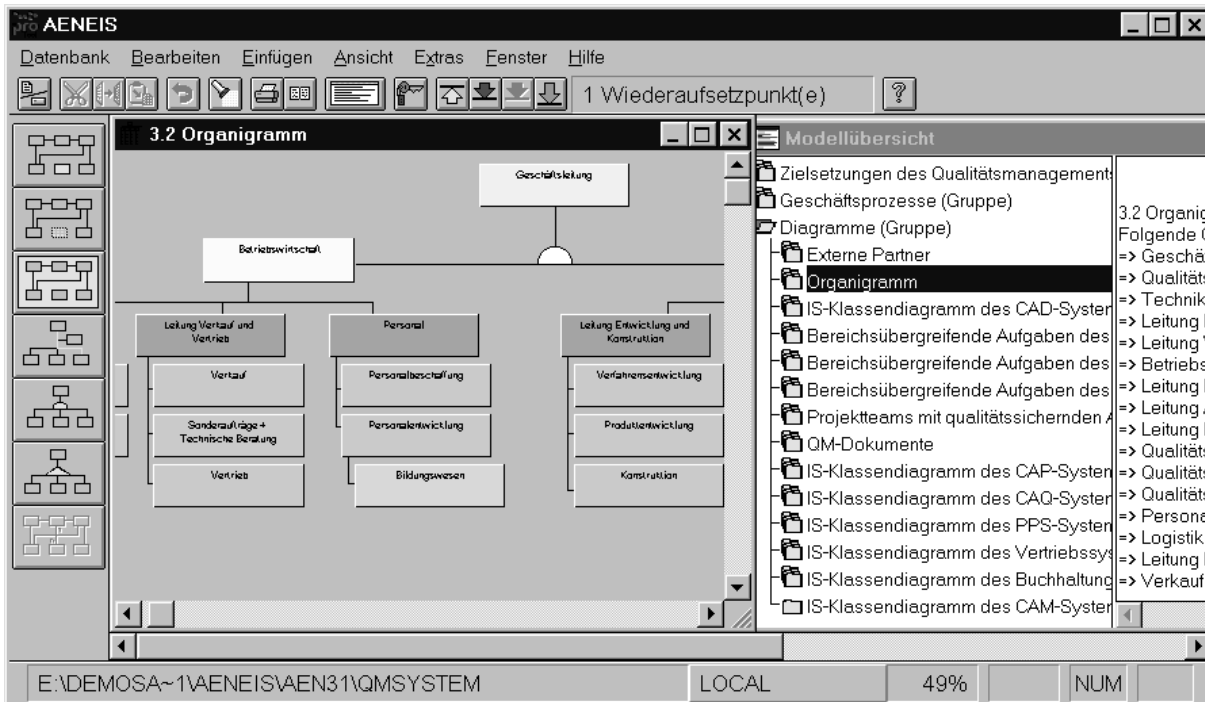 pro AENEIS
Datenbank Bearbeiten Einfügen Ansicht Extras Fenster Hilfe
1 Wiederaufsetzpunkt(e)
3.2 Organigramm
Geschäftsleitung
Betriebswirtschaft
Leitung Verkauf und
Vertrieb
Personal
Leitung Entwicklung und
Konstruktion
Verkauf
Personalbeschaffung
Verfahrensentwicklung
Sonderaufträge +
Technische Beratung
Personalentwicklung
Produktentwicklung
Vertrieb
Bildungswesen
Konstruktion
Modellübersicht
Zielsetzungen des Qualitätsmanagements
Geschäftsprozesse (Gruppe)
Diagramme (Gruppe)
Externe Partner
Organigramm
IS-Klassendiagramm des CAD-System
Bereichsübergreifende Aufgaben des
Bereichsübergreifende Aufgaben des
Bereichsübergreifende Aufgaben des
Projektteams mit qualitätssichernden A
QM-Dokumente
IS-Klassendiagramm des CAP-System
IS-Klassendiagramm des CAQ-System
IS-Klassendiagramm des PPS-System
IS-Klassendiagramm des Vertriebssys
IS-Klassendiagramm des Buchhaltung
IS-Klassendiagramm des CAM-System
3.2 Organig
Folgende
=> Geschä
=> Qualitäts
=> Technik
=> Leitung
=> Leitung V
=> Betriebs
=> Leitung
=> Leitung A
=> Leitung
=> Qualitäts
=> Qualitäts
=> Qualitäts
=> Persona
=> Logistik
=> Leitung
=> Verkauf
E:\DEMOSA~1\AENEIS\AEN31\QMSYSTEM LOCAL 49% NUM